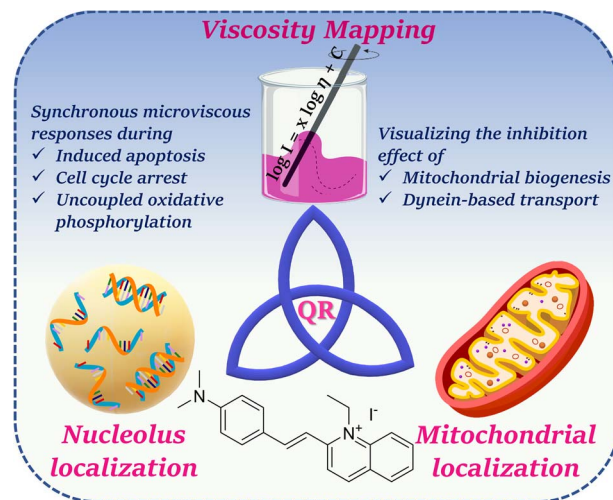 Viscosity Mapping
log I = x log η + C
Synchronous microviscous
responses during
✓ Induced apoptosis
✓ Cell cycle arrest
✓ Uncoupled oxidative
phosphorylation
Visualizing the inhibition
effect of
✓ Mitochondrial biogenesis
✓ Dynein-based transport
QR
N
N+
I-
Nucleolus
localization
Mitochondrial
localization